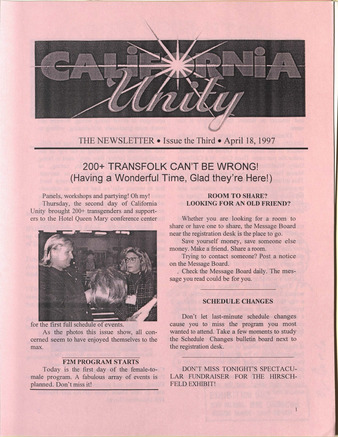 CALIFORNIA
Unity
THE NEWSLETTER • Issue the Third • April 18, 1997
200+ TRANSFOLK CAN'T BE WRONG!
(Having a Wonderful Time, Glad they're Here!)
Panels, workshops and partying! Oh my!
Thursday, the second day of California
Unity brought 200+ transgenders and support-
ers to the Hotel Queen Mary conference center
for the first full schedule of events.
As the photos this issue show, all con-
cerned seem to have enjoyed themselves to the
max.
F2M PROGRAM STARTS
Today is the first day of the female-to-
male program. A fabulous array of events is
planned. Don't miss it!
ROOM TO SHARE?
LOOKING FOR AN OLD FRIEND?
Whether you are looking for a room to
share or have one to share, the Message Board
near the registration desk is the place to go.
Save yourself money, save someone else
money. Make a friend. Share a room.
Trying to contact someone? Post a notice
on the Message Board.
Check the Message Board daily. The mes-
sage you read could be for you.
SCHEDULE CHANGES
Don't let last-minute schedule changes
cause you to miss the program you most
wanted to attend. Take a few moments to study
the Schedule Changes bulletin board next to
the registration desk.
DON'T MISS TONIGHT'S SPECTACU-
LAR FUNDRAISER FOR THE HIRSCH-
FELD EXHIBIT!
1